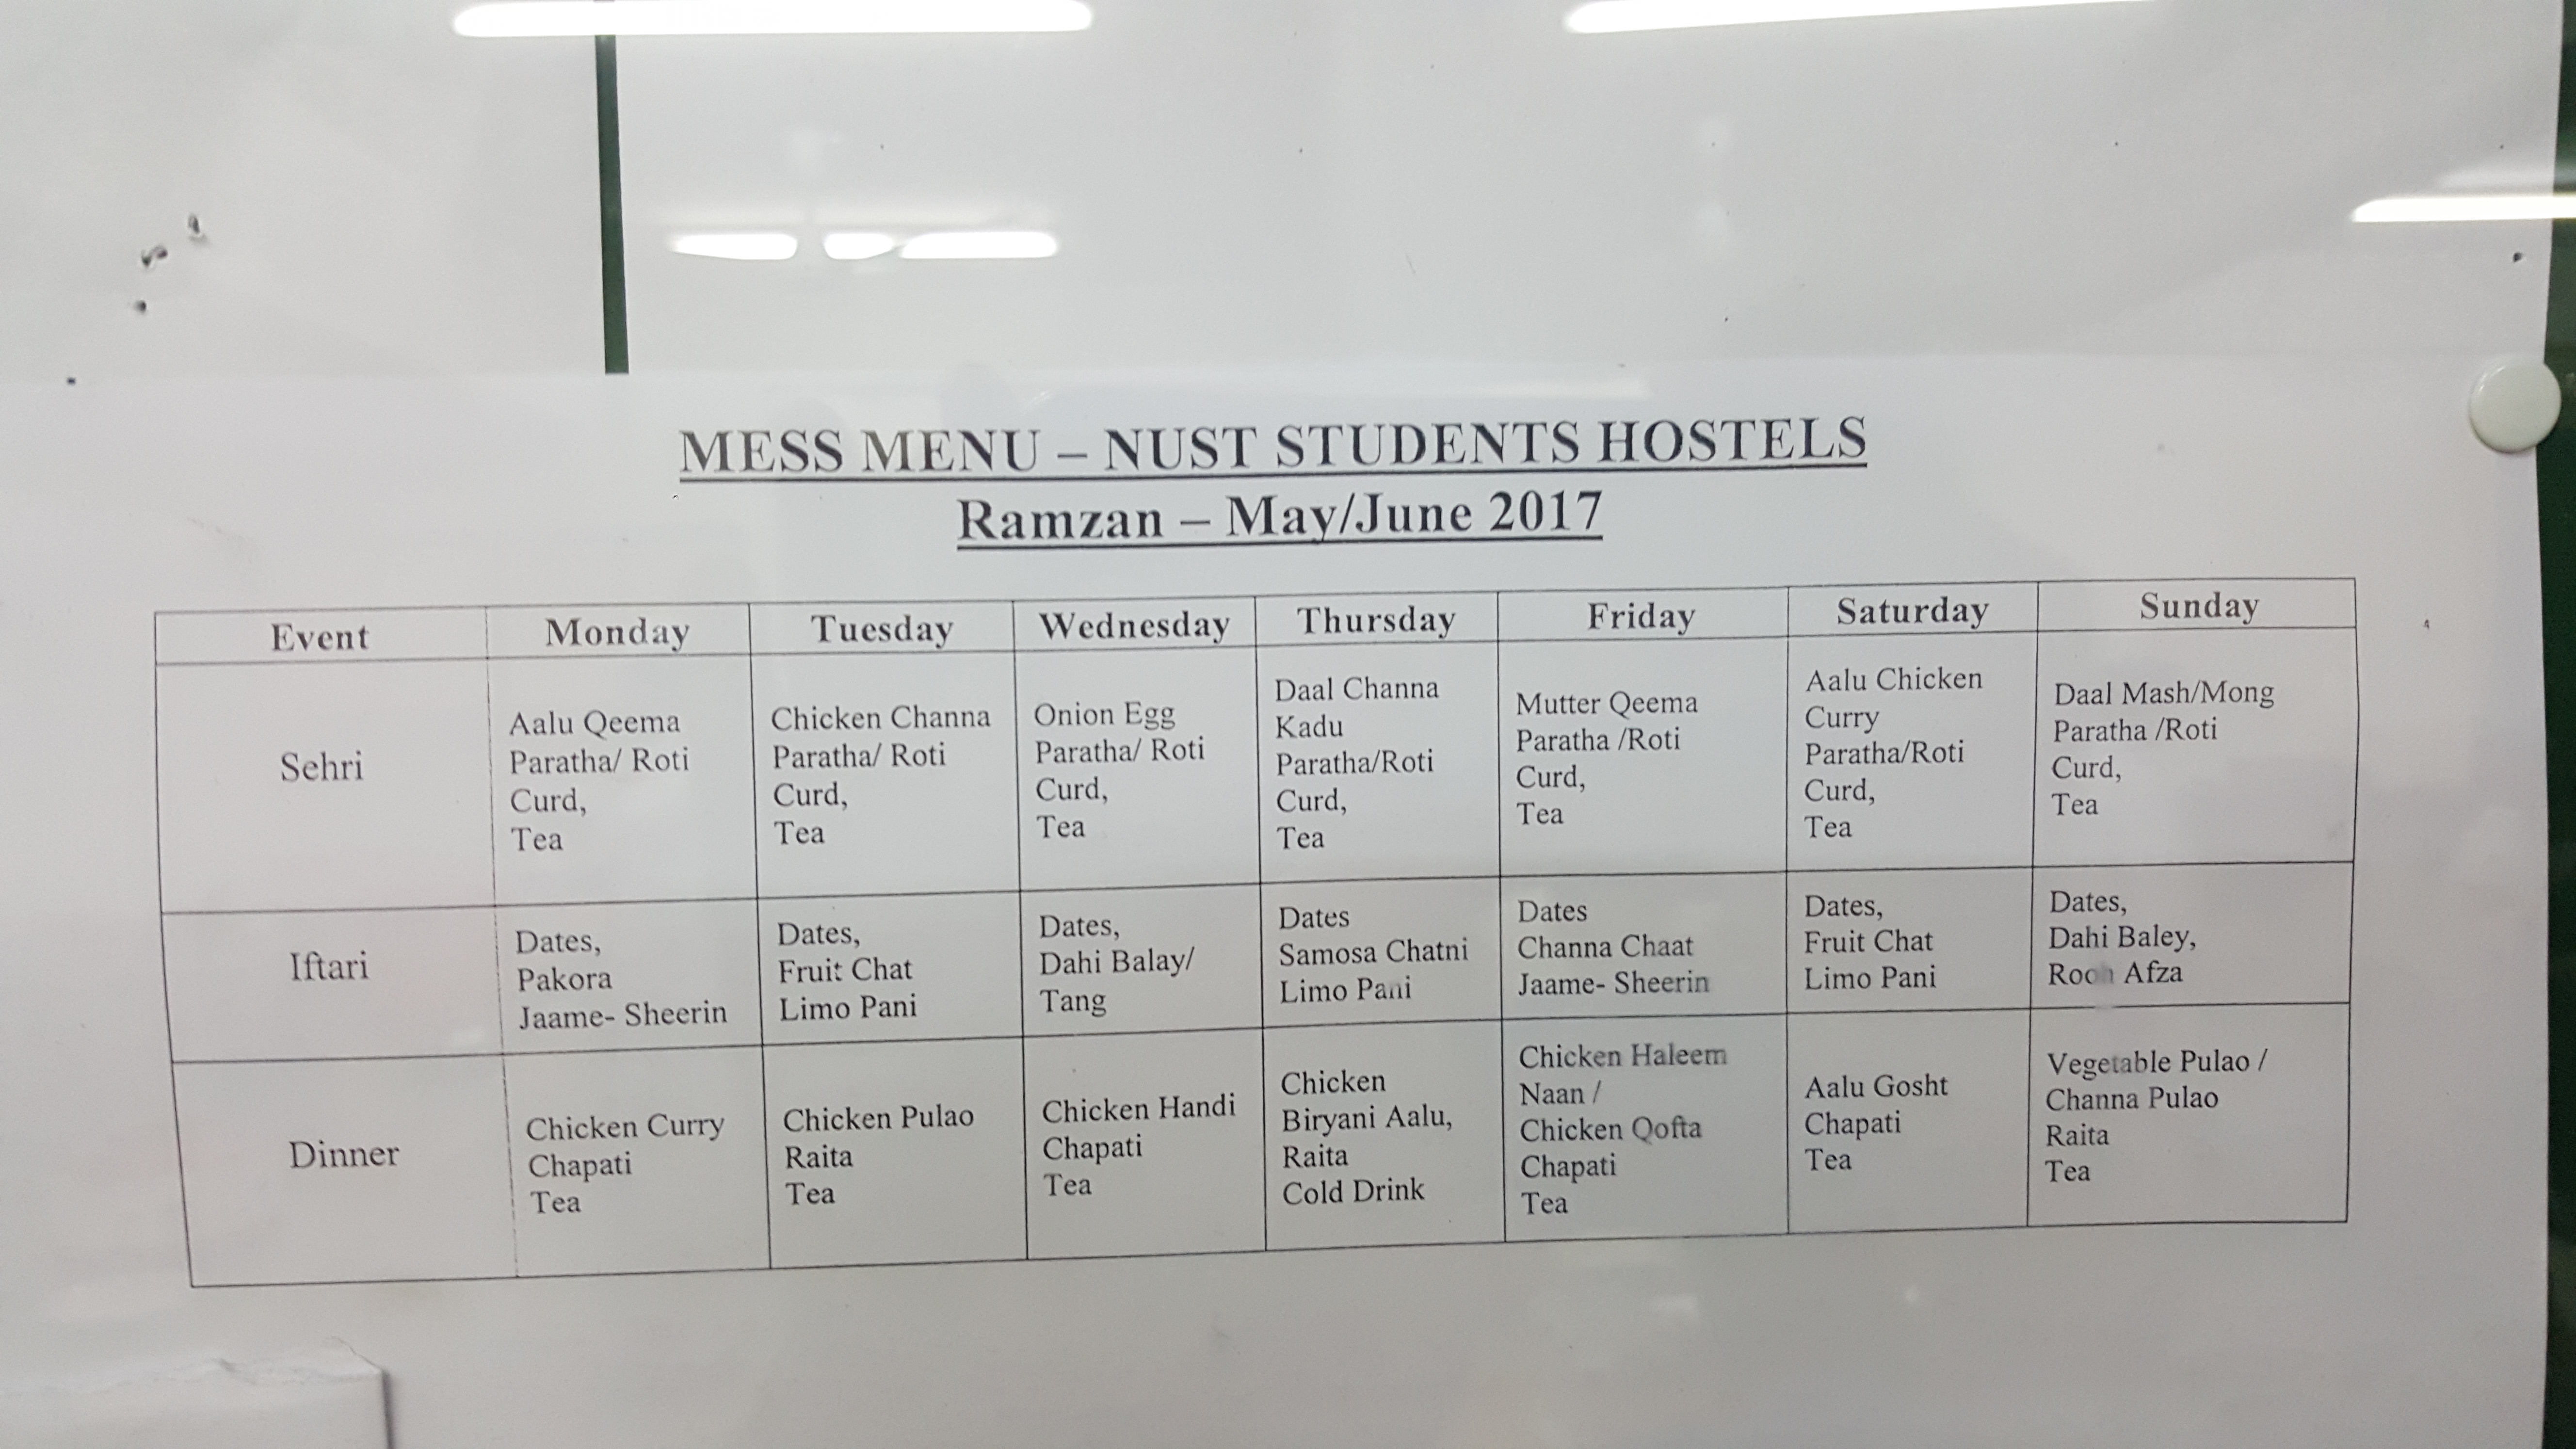 MESS MENU – NUST STUDENTS HOSTELS
Ramzan – May/June 2017
Event
Monday
Tuesday
Wednesday
Thursday
Friday
Saturday
Sunday
Sehri
Aalu Qeema
Paratha/ Roti
Curd,
Tea
Chicken Channa
Paratha/ Roti
Curd,
Tea
Onion Egg
Paratha/ Roti
Curd,
Tea
Daal Channa
Kadu
Paratha/Roti
Curd,
Tea
Mutter Qeema
Paratha /Roti
Curd,
Tea
Aalu Chicken
Curry
Paratha/Roti
Curd,
Tea
Daal Mash/Mong
Paratha /Roti
Curd,
Tea
Iftari
Dates,
Pakora
Jaame- Sheerin
Dates,
Fruit Chat
Limo Pani
Dates,
Dahi Balay/
Tang
Dates
Samosa Chatni
Limo Pani
Dates
Channa Chaat
Jaame- Sheerin
Dates,
Fruit Chat
Limo Pani
Dates,
Dahi Baley,
Rooh Afza
Dinner
Chicken Curry
Chapati
Tea
Chicken Pulao
Raita
Tea
Chicken Handi
Chapati
Tea
Chicken
Biryani Aalu,
Raita
Cold Drink
Chicken Haleem
Naan /
Chicken Qofta
Chapati
Tea
Aalu Gosht
Chapati
Tea
Vegetable Pulao /
Channa Pulao
Raita
Tea